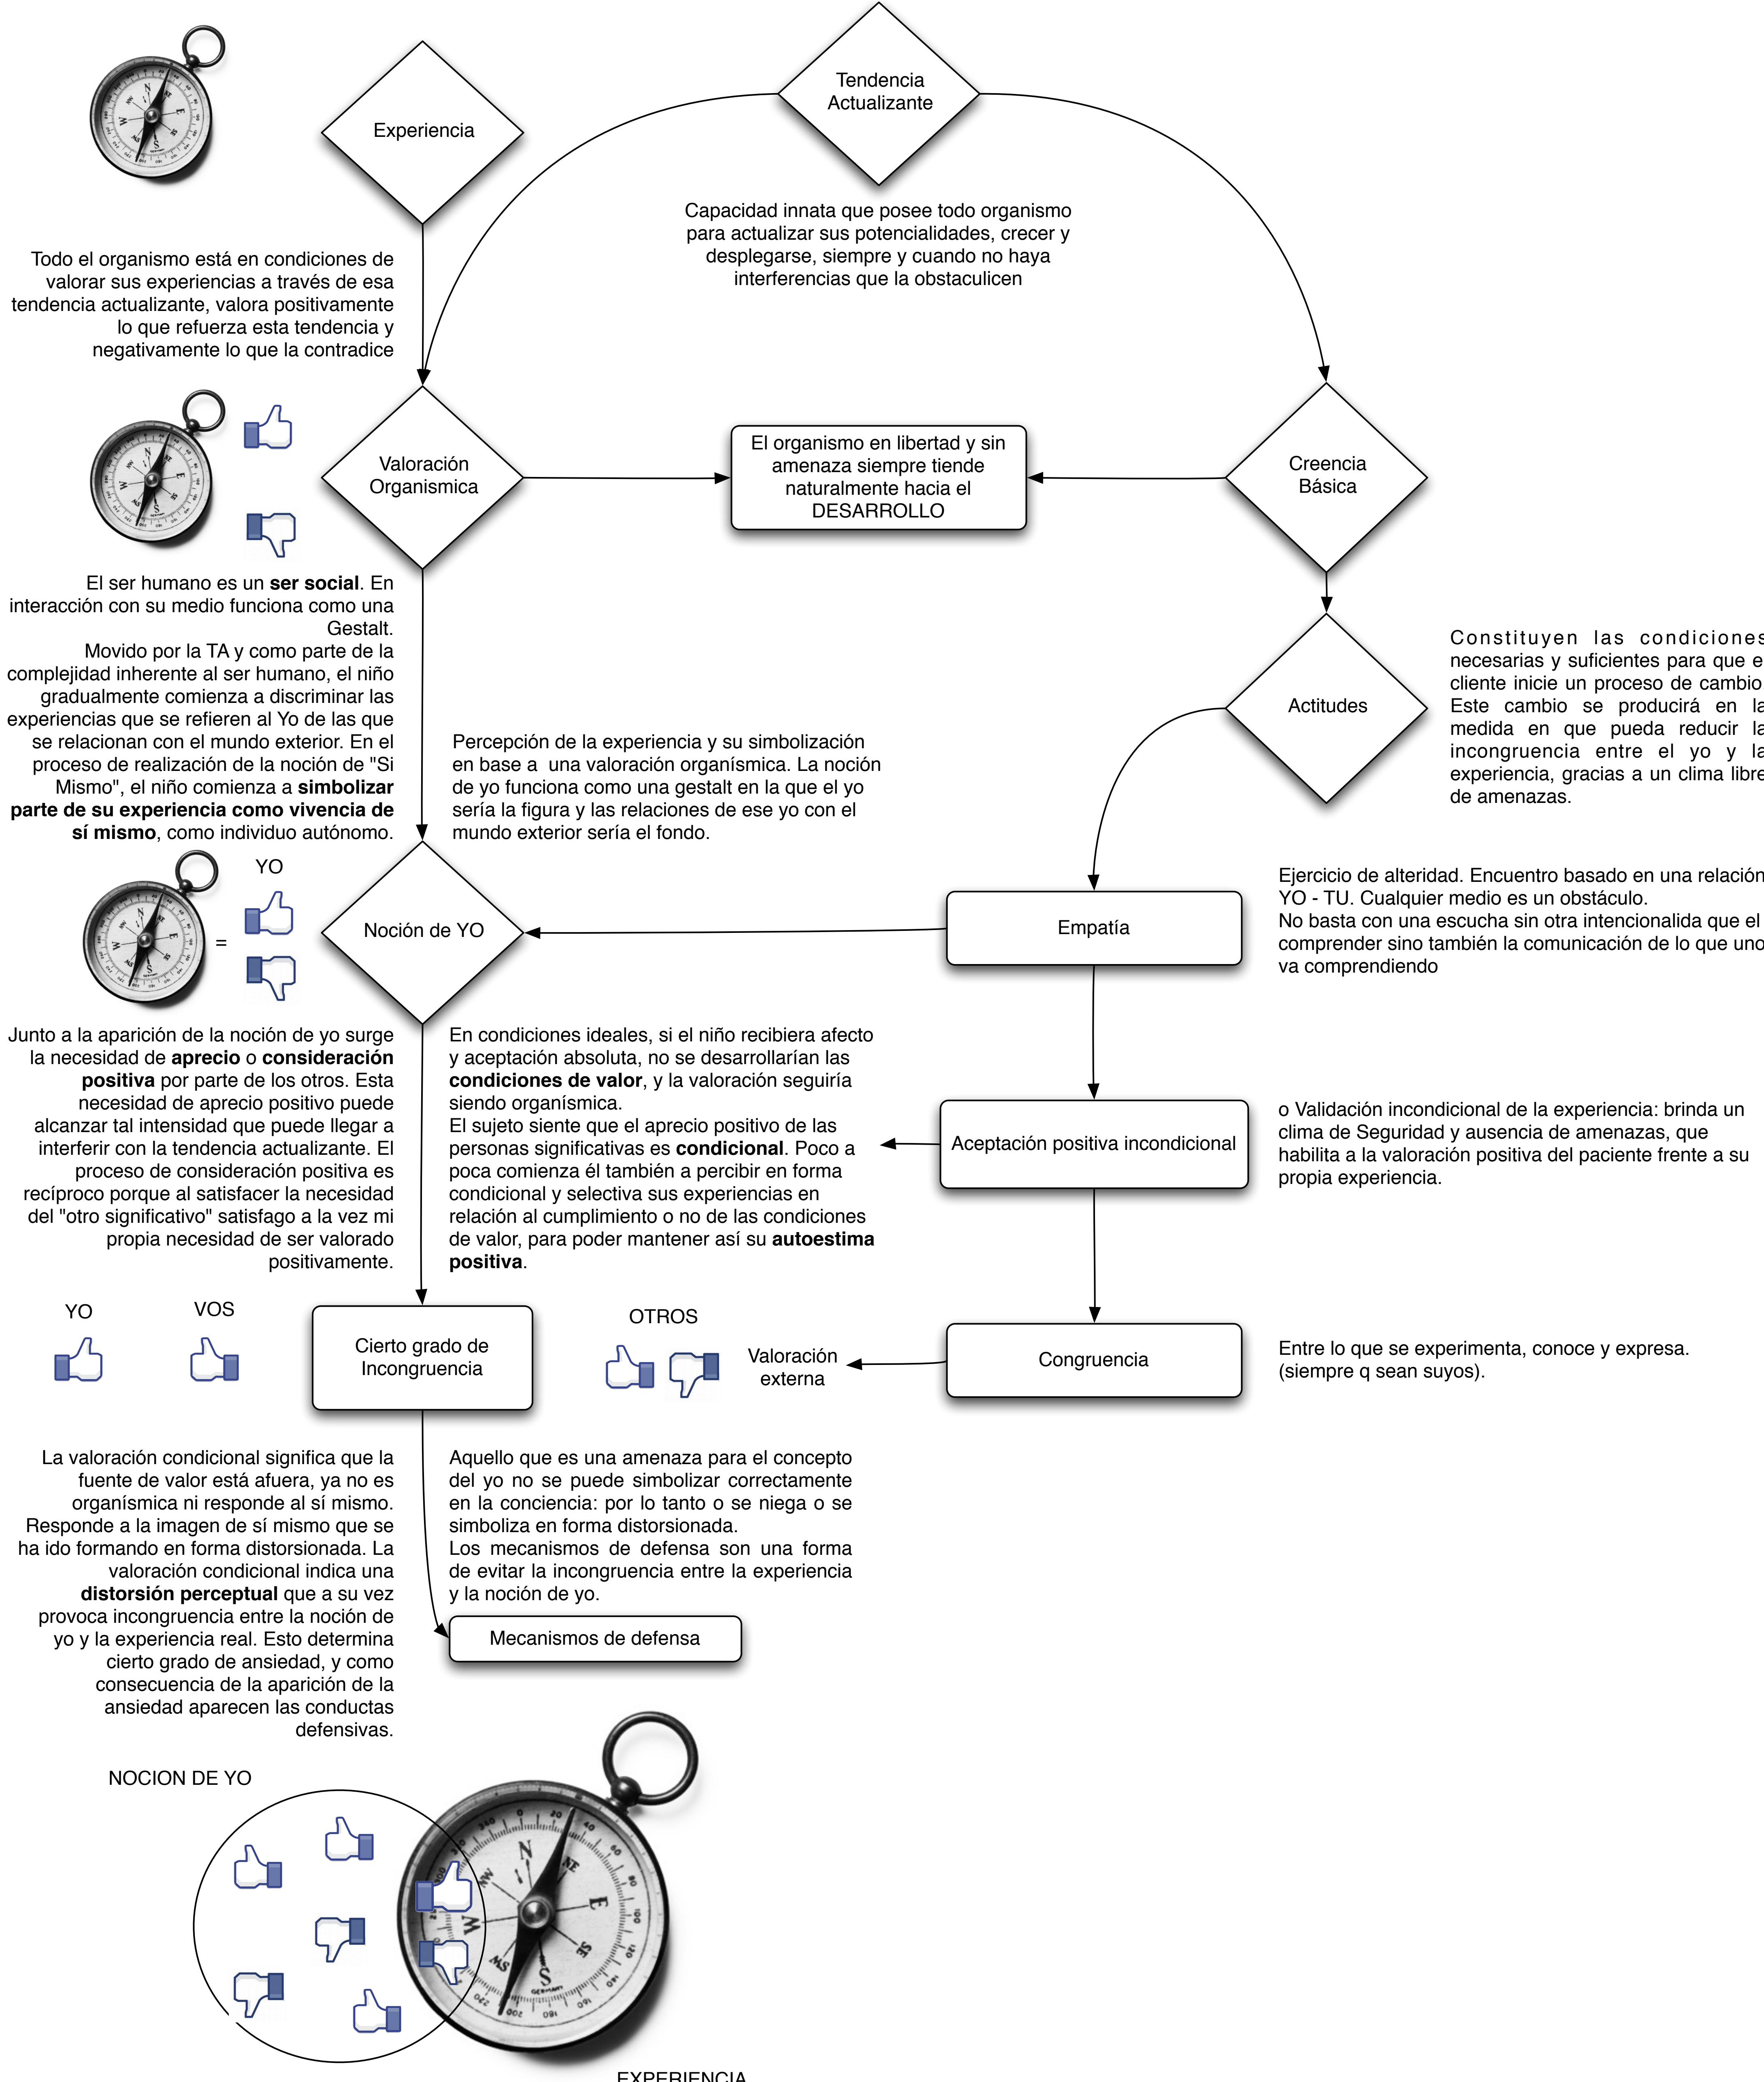 Tendencia
Actualizante
Experiencia
Capacidad innata que posee todo organismo
para actualizar sus potencialidades, crecer y
desplegarse, siempre y cuando no haya
interferencias que la obstaculicen
Todo el organismo está en condiciones de
valorar sus experiencias a través de esa
tendencia actualizante, valora positivamente
lo que refuerza esta tendencia y
negativamente lo que la contradice
Valoración
Organismica
El organismo en libertad y sin
amenaza siempre tiende
naturalmente hacia el
DESARROLLO
Creencia
Básica
El ser humano es un ser social. En
interacción con su medio funciona como una
Gestalt.
Movido por la TA y como parte de la
complejidad inherente al ser humano, el niño
gradualmente comienza a discriminar las
experiencias que se refieren al Yo de las que
se relacionan con el mundo exterior. En el
proceso de realización de la noción de "Si
Mismo", el niño comienza a simbolizar
parte de su experiencia como vivencia de
sí mismo, como individuo autónomo.
Percepción de la experiencia y su simbolización
en base a una valoración organísmica. La noción
de yo funciona como una gestalt en la que el yo
sería la figura y las relaciones de ese yo con el
mundo exterior sería el fondo.
Actitudes
Constituyen las condiciones
necesarias y suficientes para que e
cliente inicie un proceso de cambio
Este cambio se producirá en la
medida en que pueda reducir la
incongruencia entre el yo y la
experiencia, gracias a un clima libre
de amenazas.
YO
=
Noción de YO
Empatía
Ejercicio de alteridad. Encuentro basado en una relación
YO - TU. Cualquier medio es un obstáculo.
No basta con una escucha sin otra intencionalida que el
comprender sino también la comunicación de lo que uno
va comprendiendo
Junto a la aparición de la noción de yo surge
la necesidad de aprecio o consideración
positiva por parte de los otros. Esta
necesidad de aprecio positivo puede
alcanzar tal intensidad que puede llegar a
interferir con la tendencia actualizante. El
proceso de consideración positiva es
recíproco porque al satisfacer la necesidad
del "otro significativo" satisfago a la vez mi
propia necesidad de ser valorado
positivamente.
En condiciones ideales, si el niño recibiera afecto
y aceptación absoluta, no se desarrollarían las
condiciones de valor, y la valoración seguiría
siendo organísmica.
El sujeto siente que el aprecio positivo de las
personas significativas es condicional. Poco a
poca comienza él también a percibir en forma
condicional y selectiva sus experiencias en
relación al cumplimiento o no de las condiciones
de valor, para poder mantener así su autoestima
positiva.
Aceptación positiva incondicional
o Validación incondicional de la experiencia: brinda un
clima de Seguridad y ausencia de amenazas, que
habilita a la valoración positiva del paciente frente a su
propia experiencia.
YO
VOS
Cierto grado de
Incongruencia
OTROS
Valoración
externa
Congruencia
Entre lo que se experimenta, conoce y expresa.
(siempre q sean suyos).
La valoración condicional significa que la
fuente de valor está afuera, ya no es
organísmica ni responde al sí mismo.
Responde a la imagen de sí mismo que se
ha ido formando en forma distorsionada. La
valoración condicional indica una
distorsión perceptual que a su vez
provoca incongruencia entre la noción de
yo y la experiencia real. Esto determina
cierto grado de ansiedad, y como
consecuencia de la aparición de la
ansiedad aparecen las conductas
defensivas.
Aquello que es una amenaza para el concepto
del yo no se puede simbolizar correctamente
en la conciencia: por lo tanto o se niega o se
simboliza en forma distorsionada.
Los mecanismos de defensa son una forma
de evitar la incongruencia entre la experiencia
y la noción de yo.
Mecanismos de defensa
NOCION DE YO
N
NE
E
SE
S
SW
W
NW
GERMANY
EXPERIENCIA